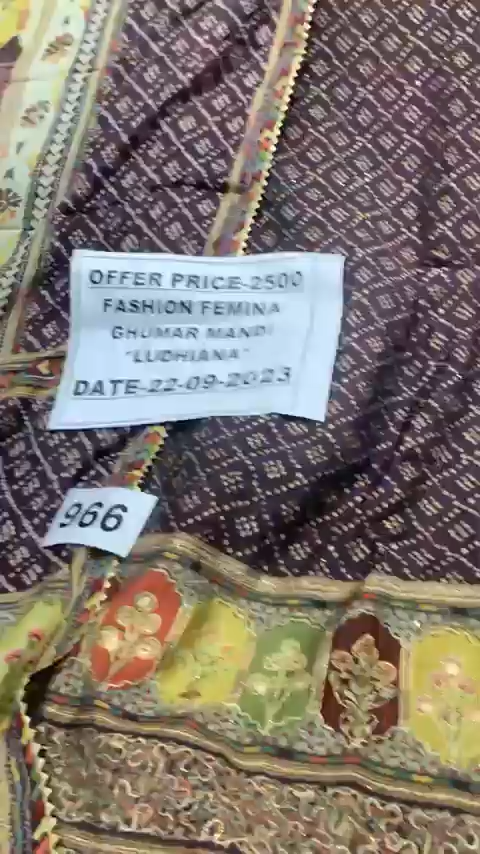 OFFER PRICE-2500
FASHION FEMINA
GHUMAR MANDI
"LUDHIANA"
DATE-22-09-2023
966